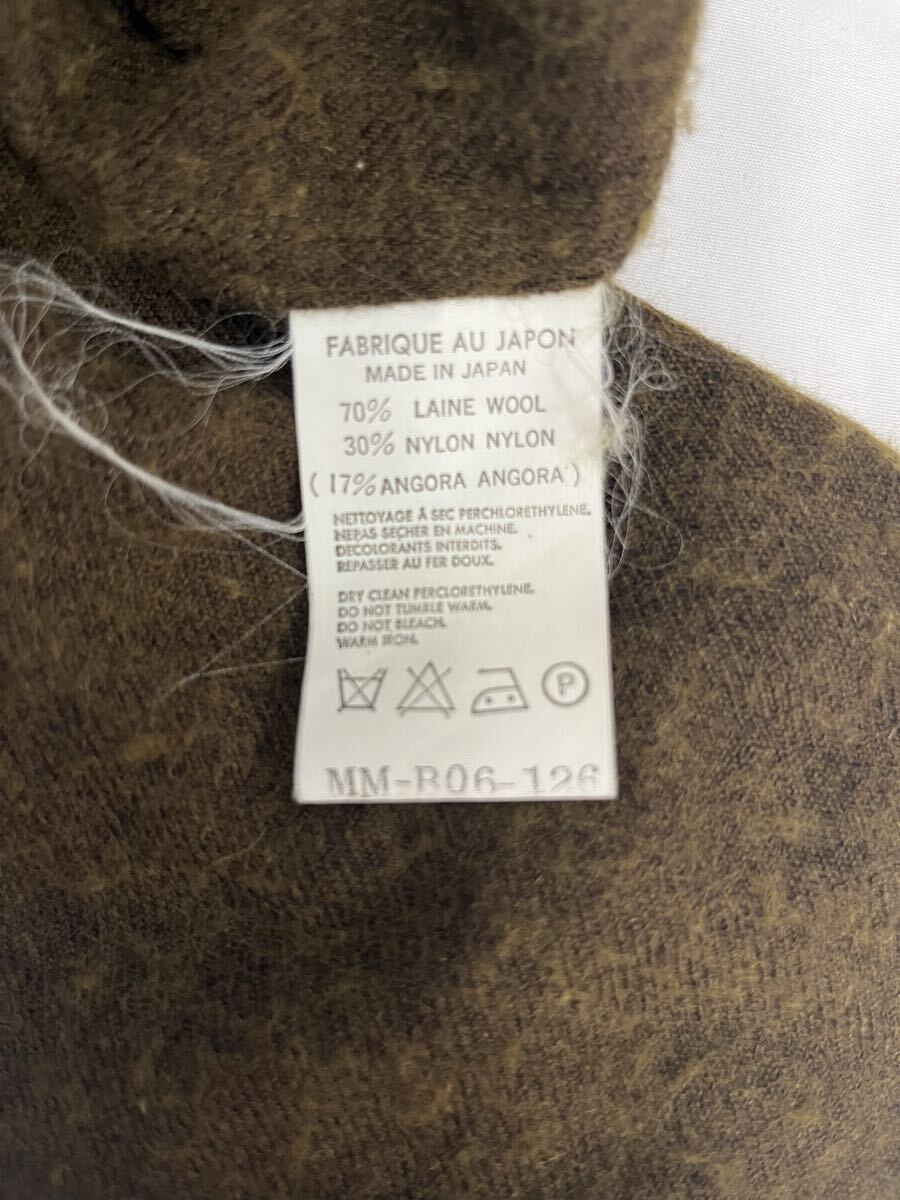 FABRIQUE AU JAPON
MADE IN JAPAN
70% LAINE WOOL
30% NYLON NYLON
( 17% ANGORA ANGORA )
NETTOYAGE À SEC PERCHLORETHYLENE.
NEPAS SECHER EN MACHINE.
DECOLORANTS INTERDITS.
REPASSER AU FER DOUX.
DRY CLEAN PERCLORETHYLENE.
DO NOT TUMBLE WARM.
DO NOT BLEACH.
WARM IRON.
P
MM-B06-126